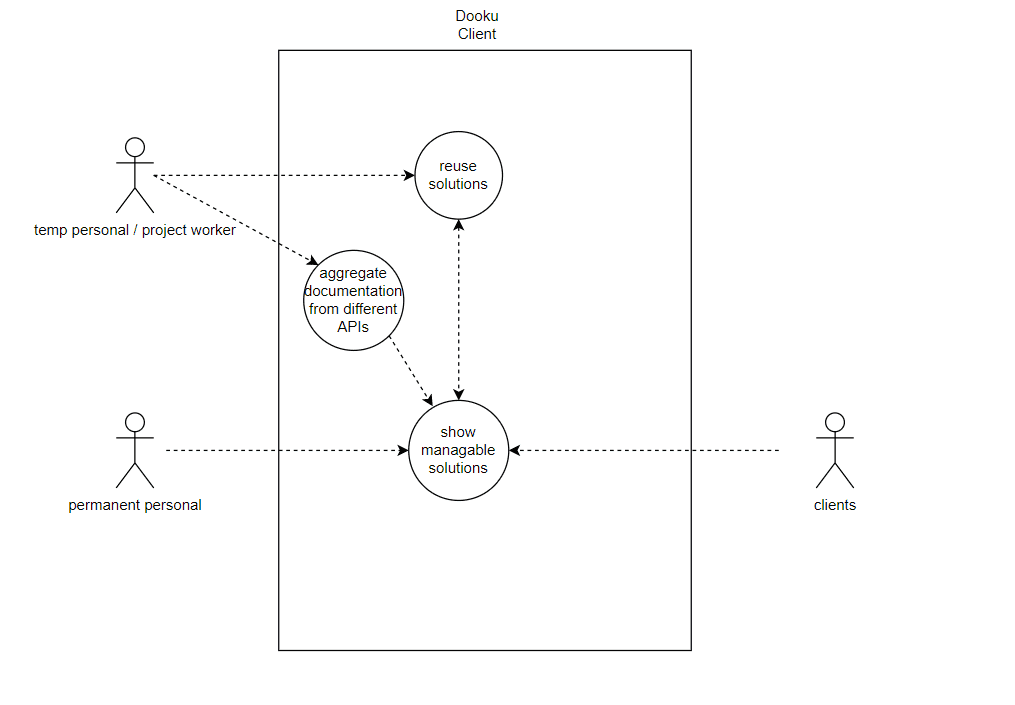 Dooku
Client
reuse
solutions
temp personal / project worker
aggregate
documentation
from different
APIs
show
managable
solutions
permanent personal
clients